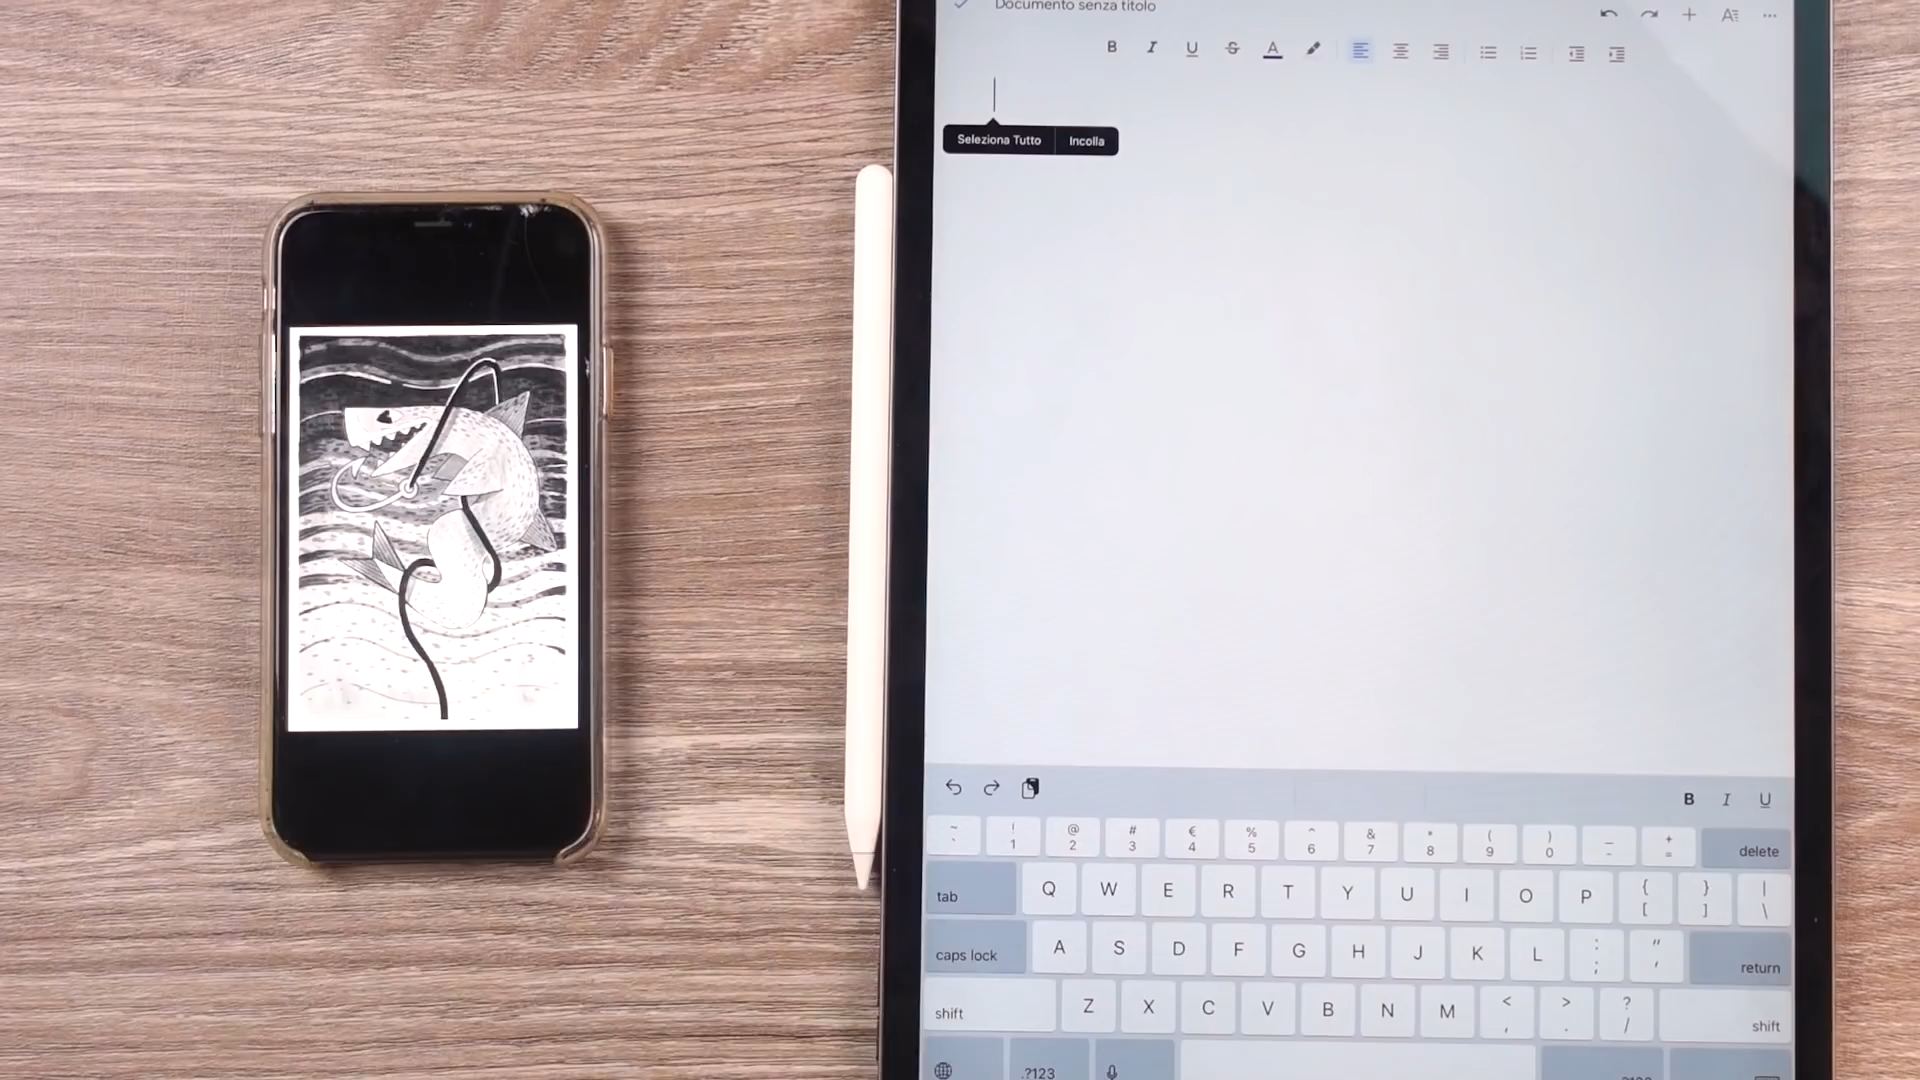 Documento senza titolo
B I U S A
Seleziona Tutto Incolla
B I U
~ ! @ # € % ^ & * ( ) _ +
` 1 2 3 4 5 6 7 8 9 0 - = delete
tab Q W E R T Y U I O P { [ } ] | \
caps lock A S D F G H J K L : ; " ' return
shift Z X C V B N M < , > . ? / shift
.?123